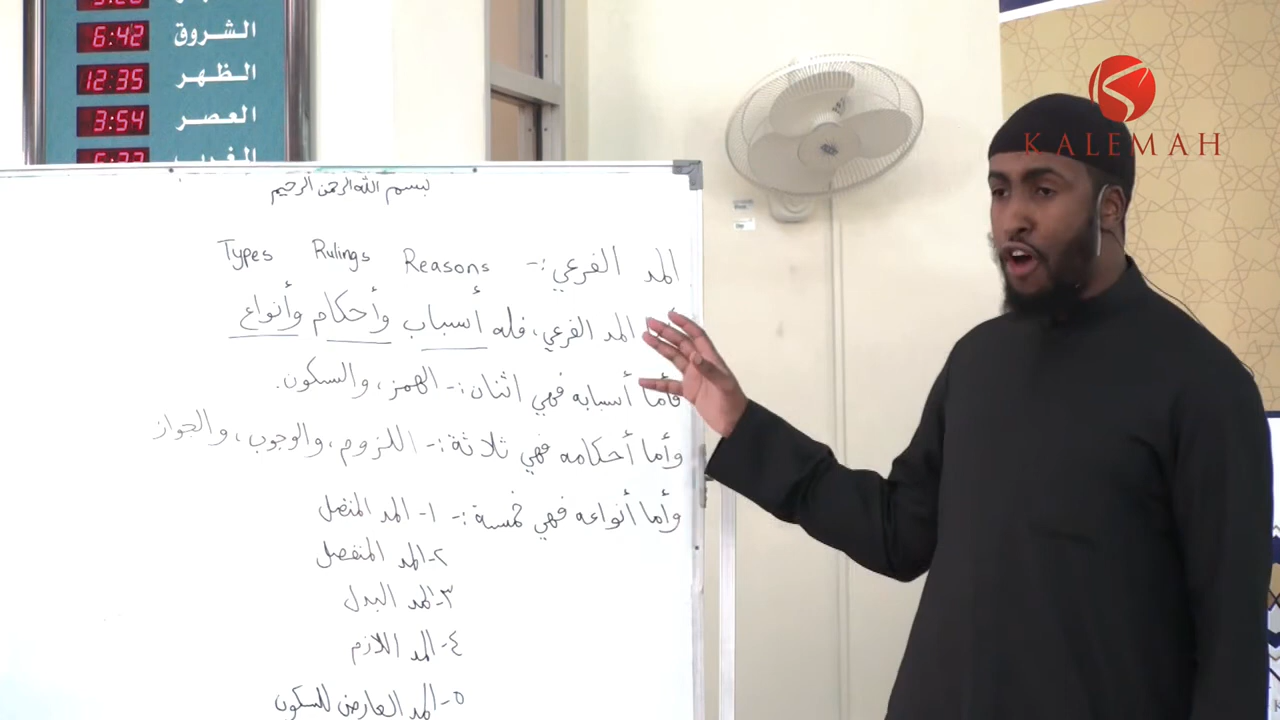 6:42 الشروق
12:35 الظهر
3:54 العصر
المغرب
KALEMAH
بسم الله الرحمن الرحيم
المد الفرعي :- Reasons Rulings Types
المد الفرعي، فله أسباب وأحكام وأنواع
فأما أسبابه فهي اثنان :- الهمز، والسكون.
وأما أحكامه فهي ثلاثة :- اللزوم، والوجوب، والجواز
وأما أنواعه فهي خمسة :- ١- المد المتصل
٢- المد المنفصل
٣- المد البدل
٤- المد اللازم
٥- المد العارض للسكون